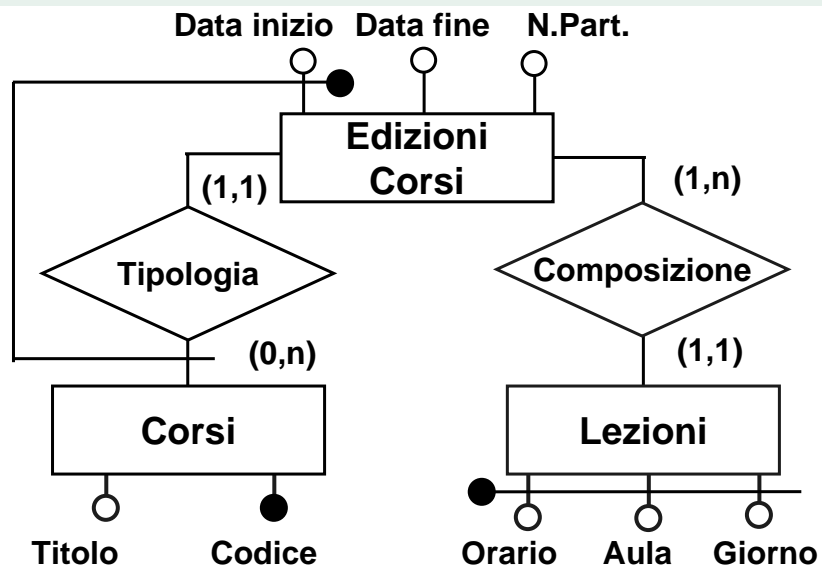 Data inizio Data fine N.Part.
Edizioni
Corsi
(1,1) (1,n)
Tipologia Composizione
(0,n) (1,1)
Corsi Lezioni
Titolo Codice Orario Aula Giorno